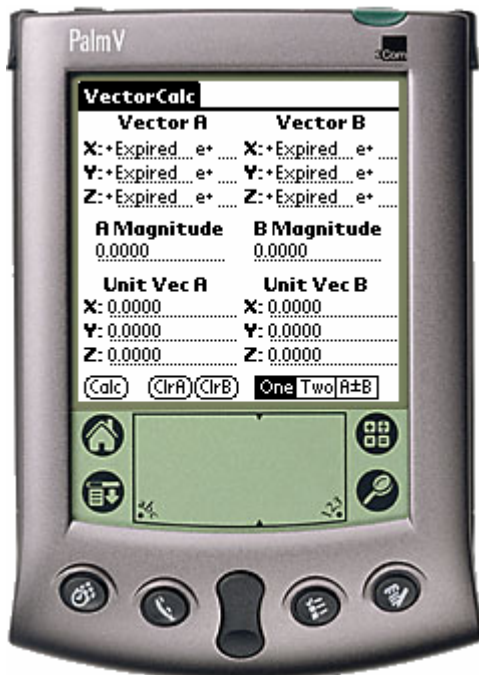 Palm V
3Com
VectorCalc
Vector A Vector B
X:+Expired e+ X:+Expired e+
Y:+Expired e+ Y:+Expired e+
Z:+Expired e+ Z:+Expired e+
A Magnitude B Magnitude
0.0000 0.0000
Unit Vec A Unit Vec B
X: 0.0000 X: 0.0000
Y: 0.0000 Y: 0.0000
Z: 0.0000 Z: 0.0000
Calc ClrA ClrB One Two A±B